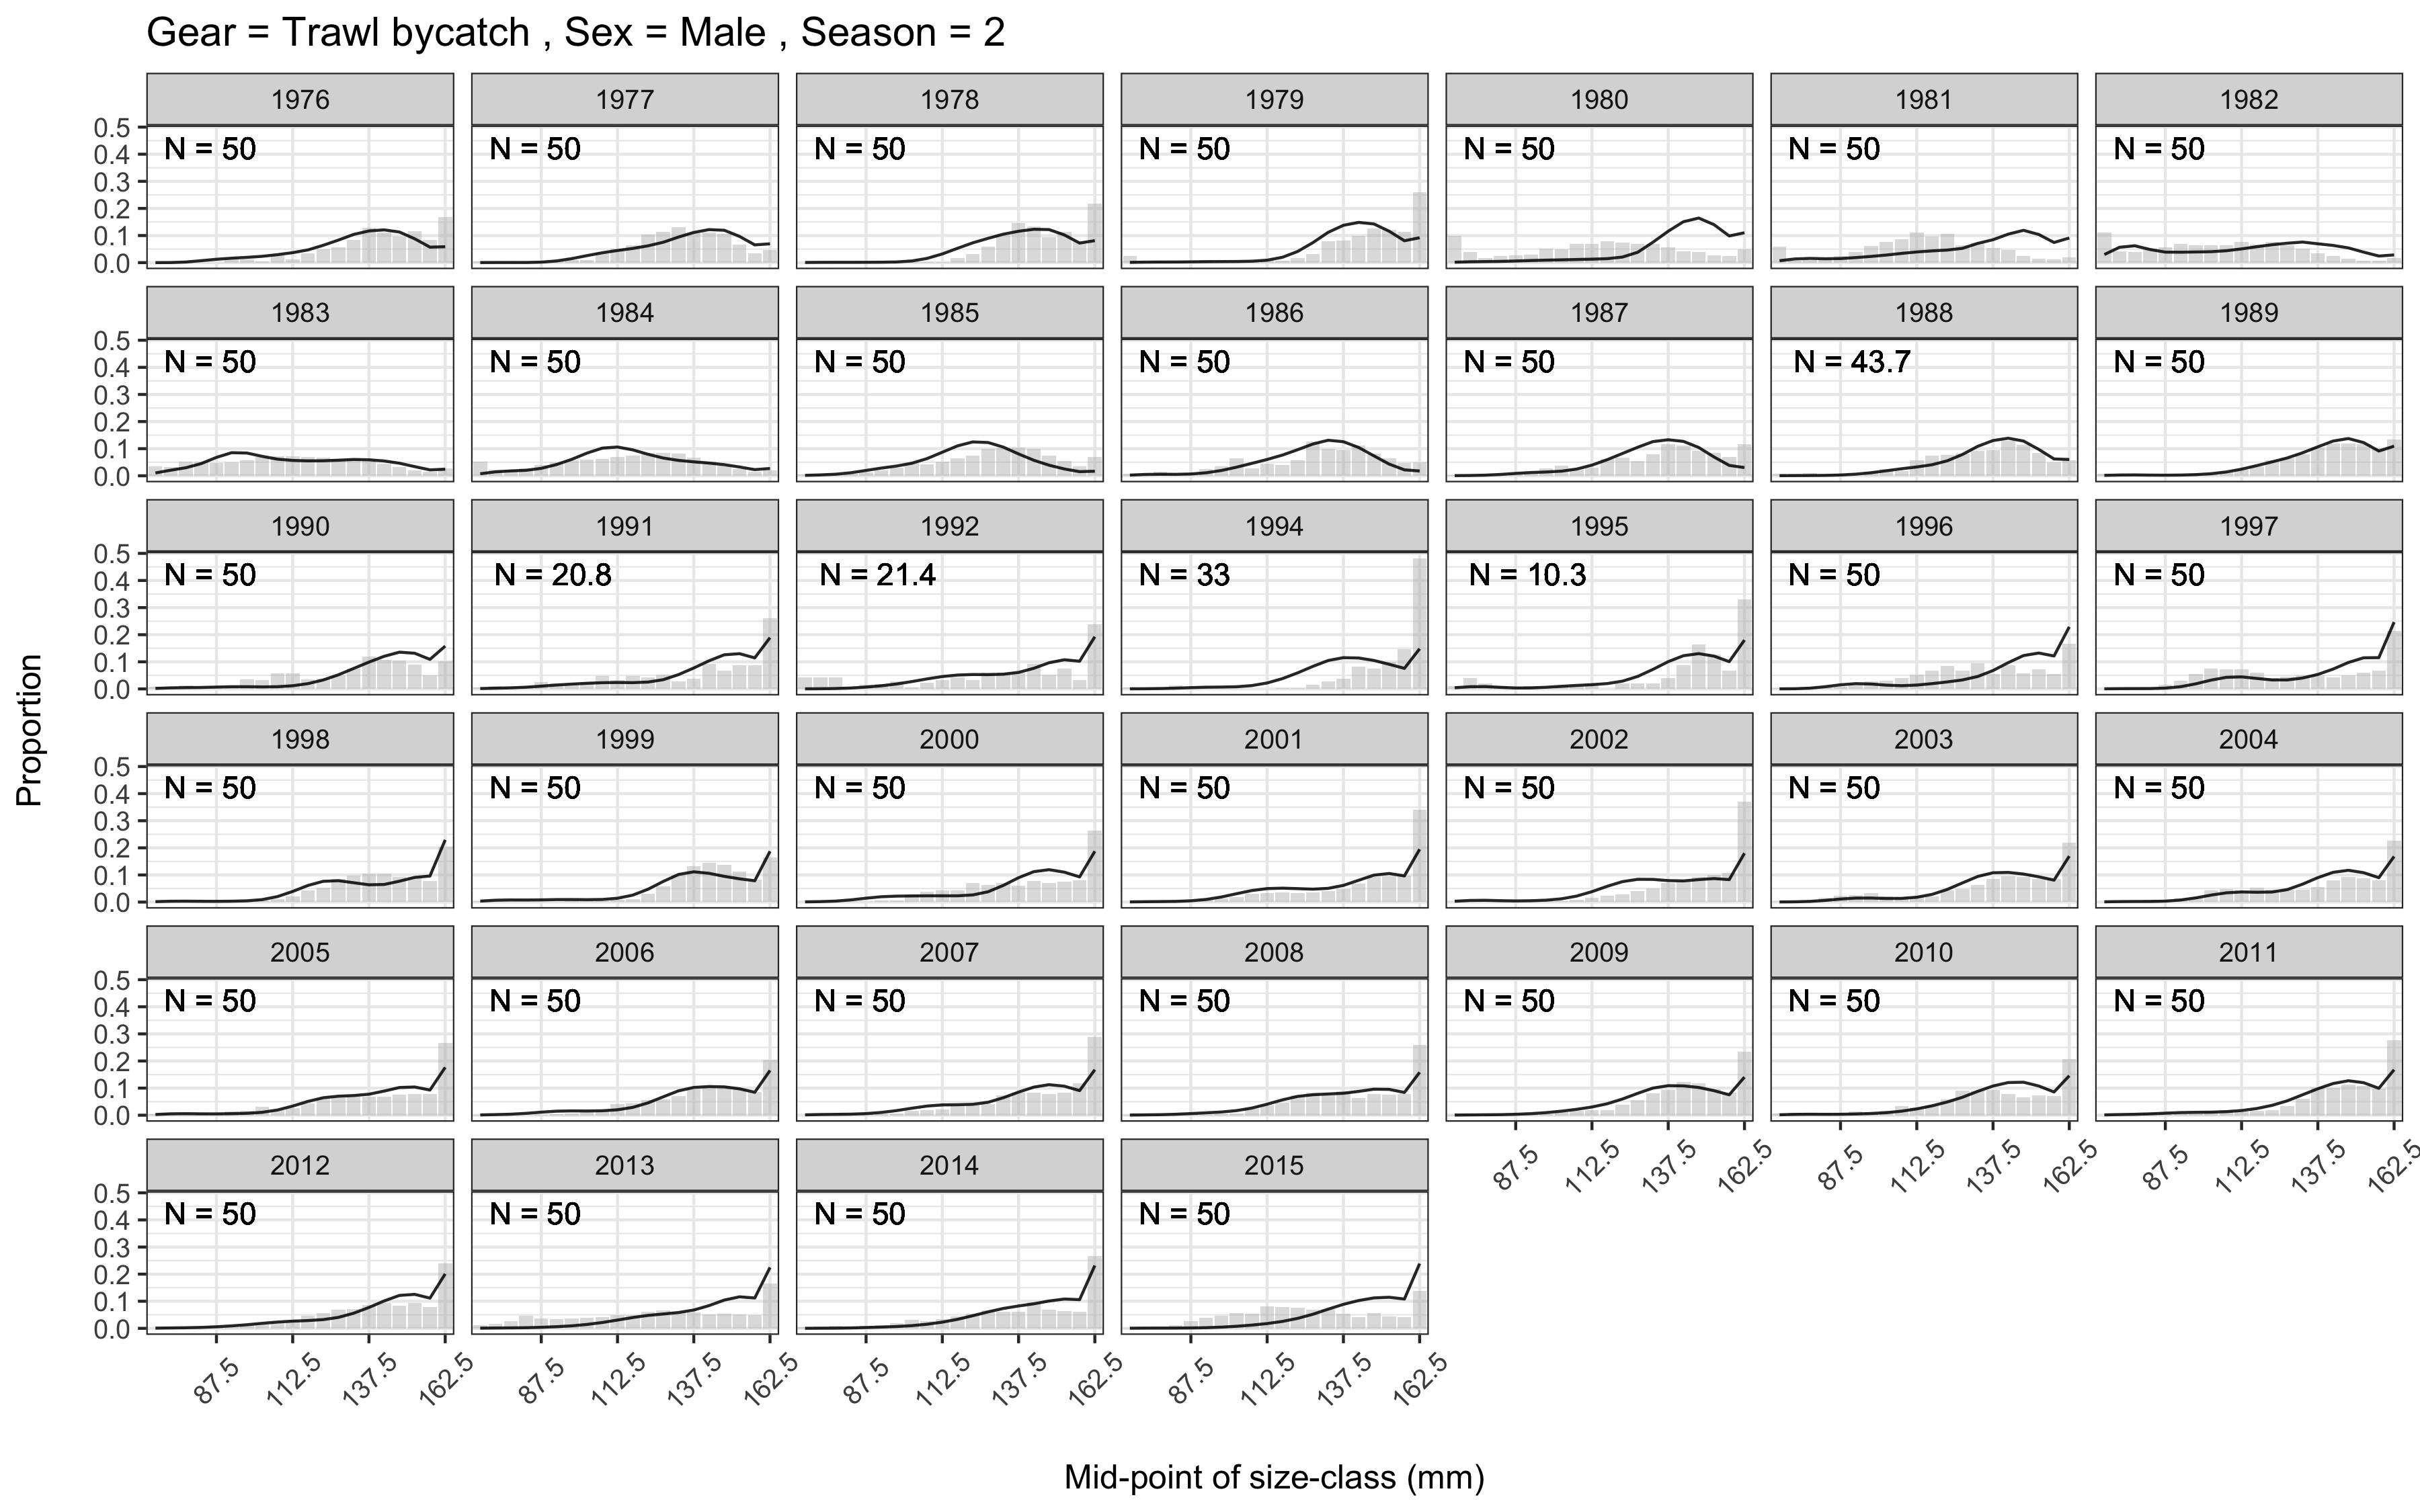 Gear = Trawl bycatch , Sex = Male , Season = 2
1976 1977 1978 1979 1980 1981 1982
0.5
0.4
0.3
0.2
0.1
0.0
N = 50 N = 50 N = 50 N = 50 N = 50 N = 50 N = 50
1983 1984 1985 1986 1987 1988 1989
0.5
0.4
0.3
0.2
0.1
0.0
N = 50 N = 50 N = 50 N = 50 N = 50 N = 43.7 N = 50
1990 1991 1992 1994 1995 1996 1997
0.5
0.4
0.3
0.2
0.1
0.0
N = 50 N = 20.8 N = 21.4 N = 33 N = 10.3 N = 50 N = 50
Proportion
1998 1999 2000 2001 2002 2003 2004
0.5
0.4
0.3
0.2
0.1
0.0
N = 50 N = 50 N = 50 N = 50 N = 50 N = 50 N = 50
2005 2006 2007 2008 2009 2010 2011
0.5
0.4
0.3
0.2
0.1
0.0
N = 50 N = 50 N = 50 N = 50 N = 50 N = 50 N = 50
87.5 112.5 137.5 162.5 87.5 112.5 137.5 162.5 87.5 112.5 137.5 162.5
2012 2013 2014 2015
0.5
0.4
0.3
0.2
0.1
0.0
N = 50 N = 50 N = 50 N = 50
87.5 112.5 137.5 162.5 87.5 112.5 137.5 162.5 87.5 112.5 137.5 162.5 87.5 112.5 137.5 162.5
Mid-point of size-class (mm)